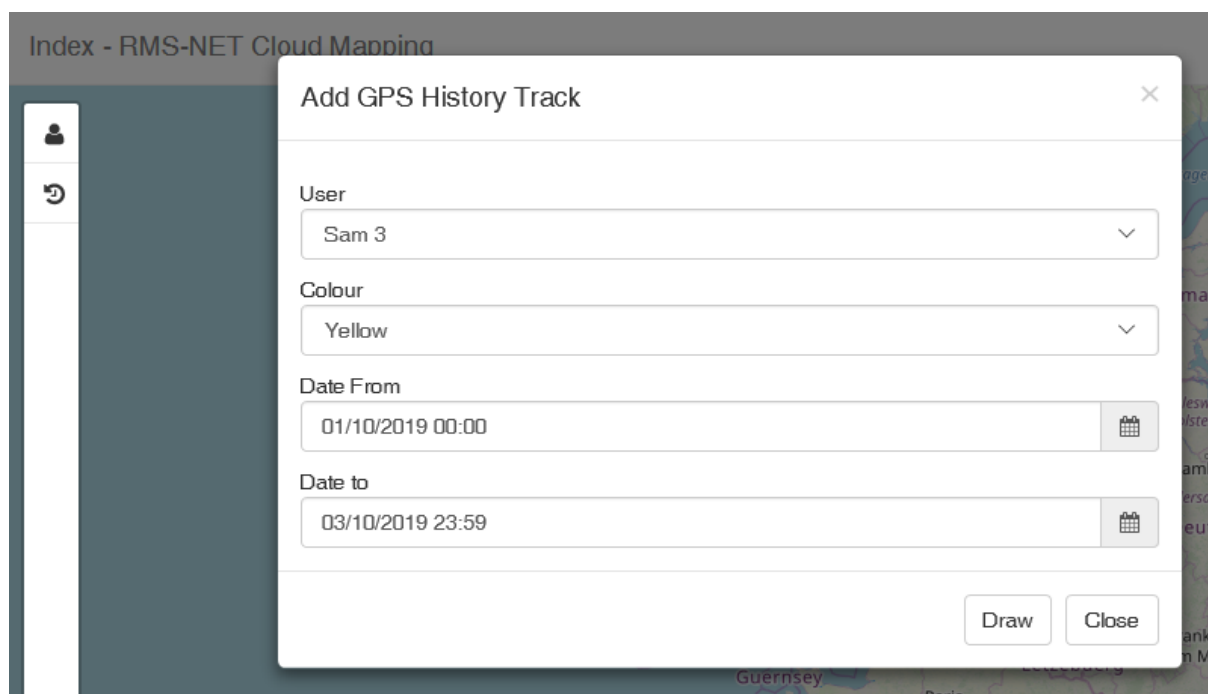 Index - RMS-NET Cloud Mapping
Add GPS History Track
×
User
Sam 3
Colour
Yellow
Date From
01/10/2019 00:00
Date to
03/10/2019 23:59
Draw
Close
Guernsey